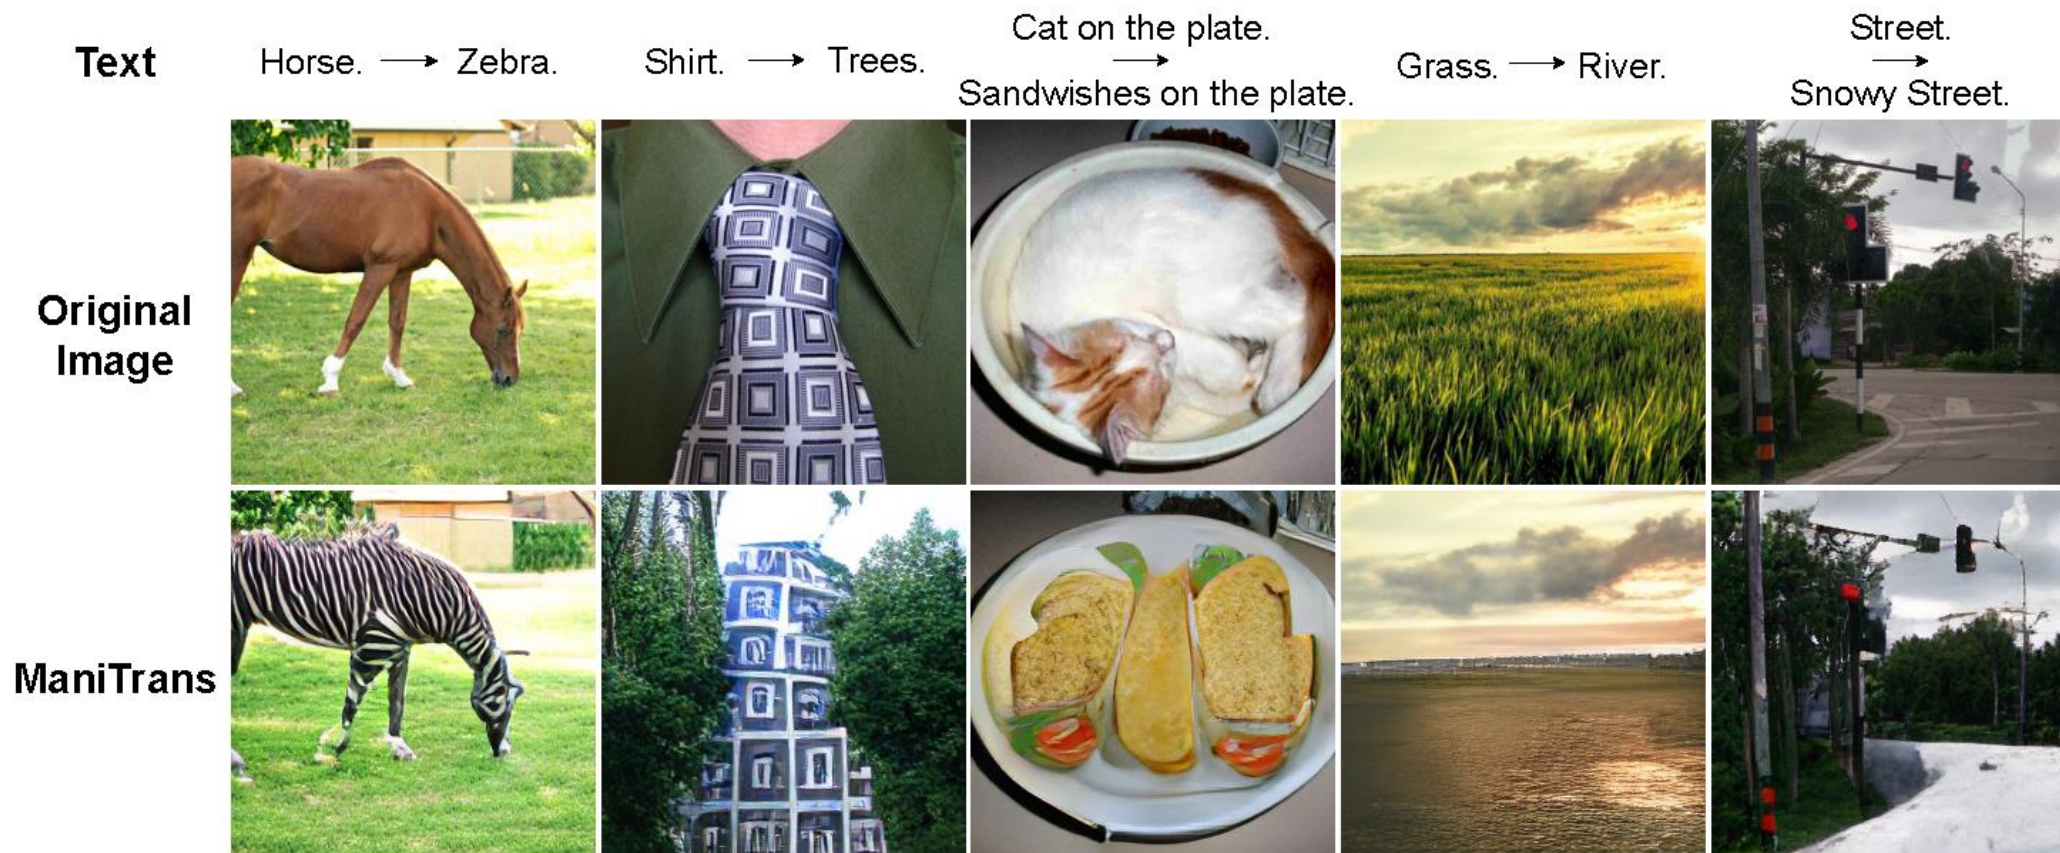 Text
Horse. → Zebra.
Shirt. → Trees.
Cat on the plate.
→
Sandwishes on the plate.
Grass. → River.
Street.
→
Snowy Street.
Original
Image
ManiTrans